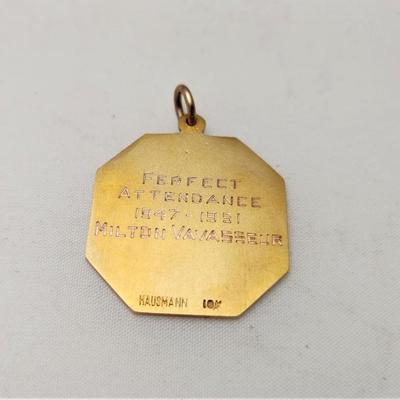 PERFECT
ATTENDANCE
1947 - 1951
MILTON VAVASSEUR
HAUSMANN 10K